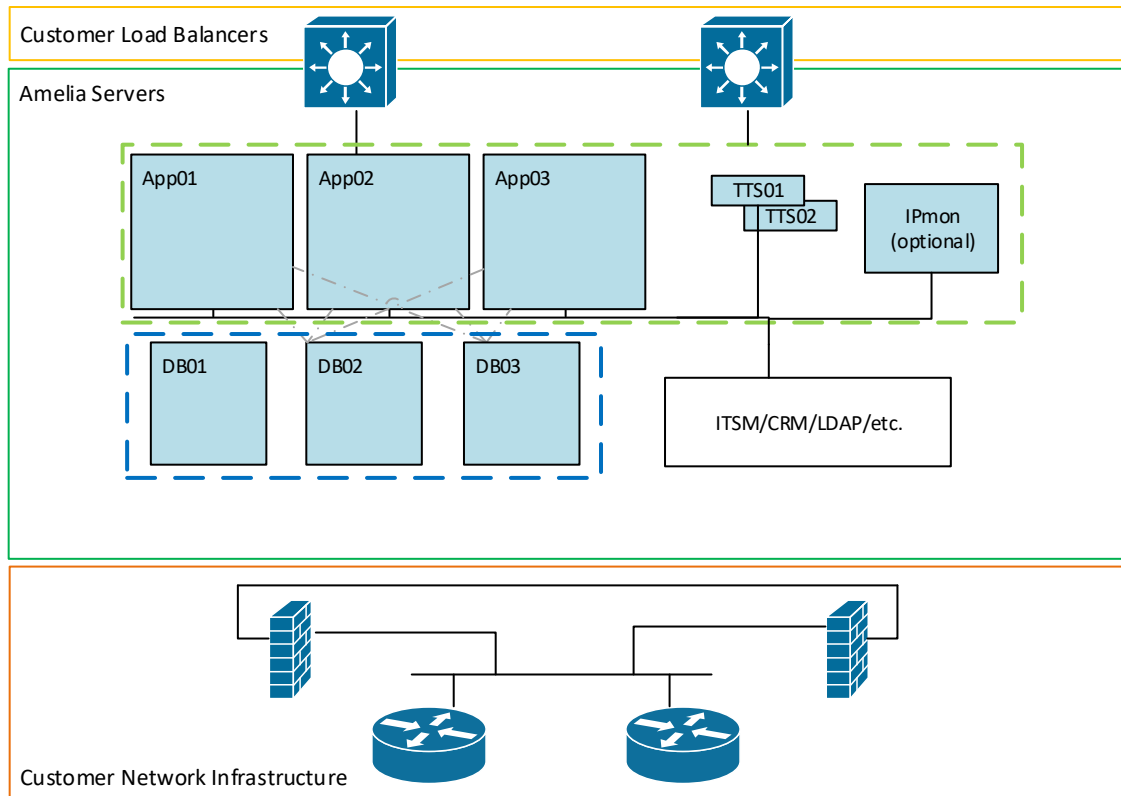 Customer Load Balancers
Amelia Servers
App01
App02
App03
TTS01
TTS02
IPmon
(optional)
DB01
DB02
DB03
ITSM/CRM/LDAP/etc.
Customer Network Infrastructure